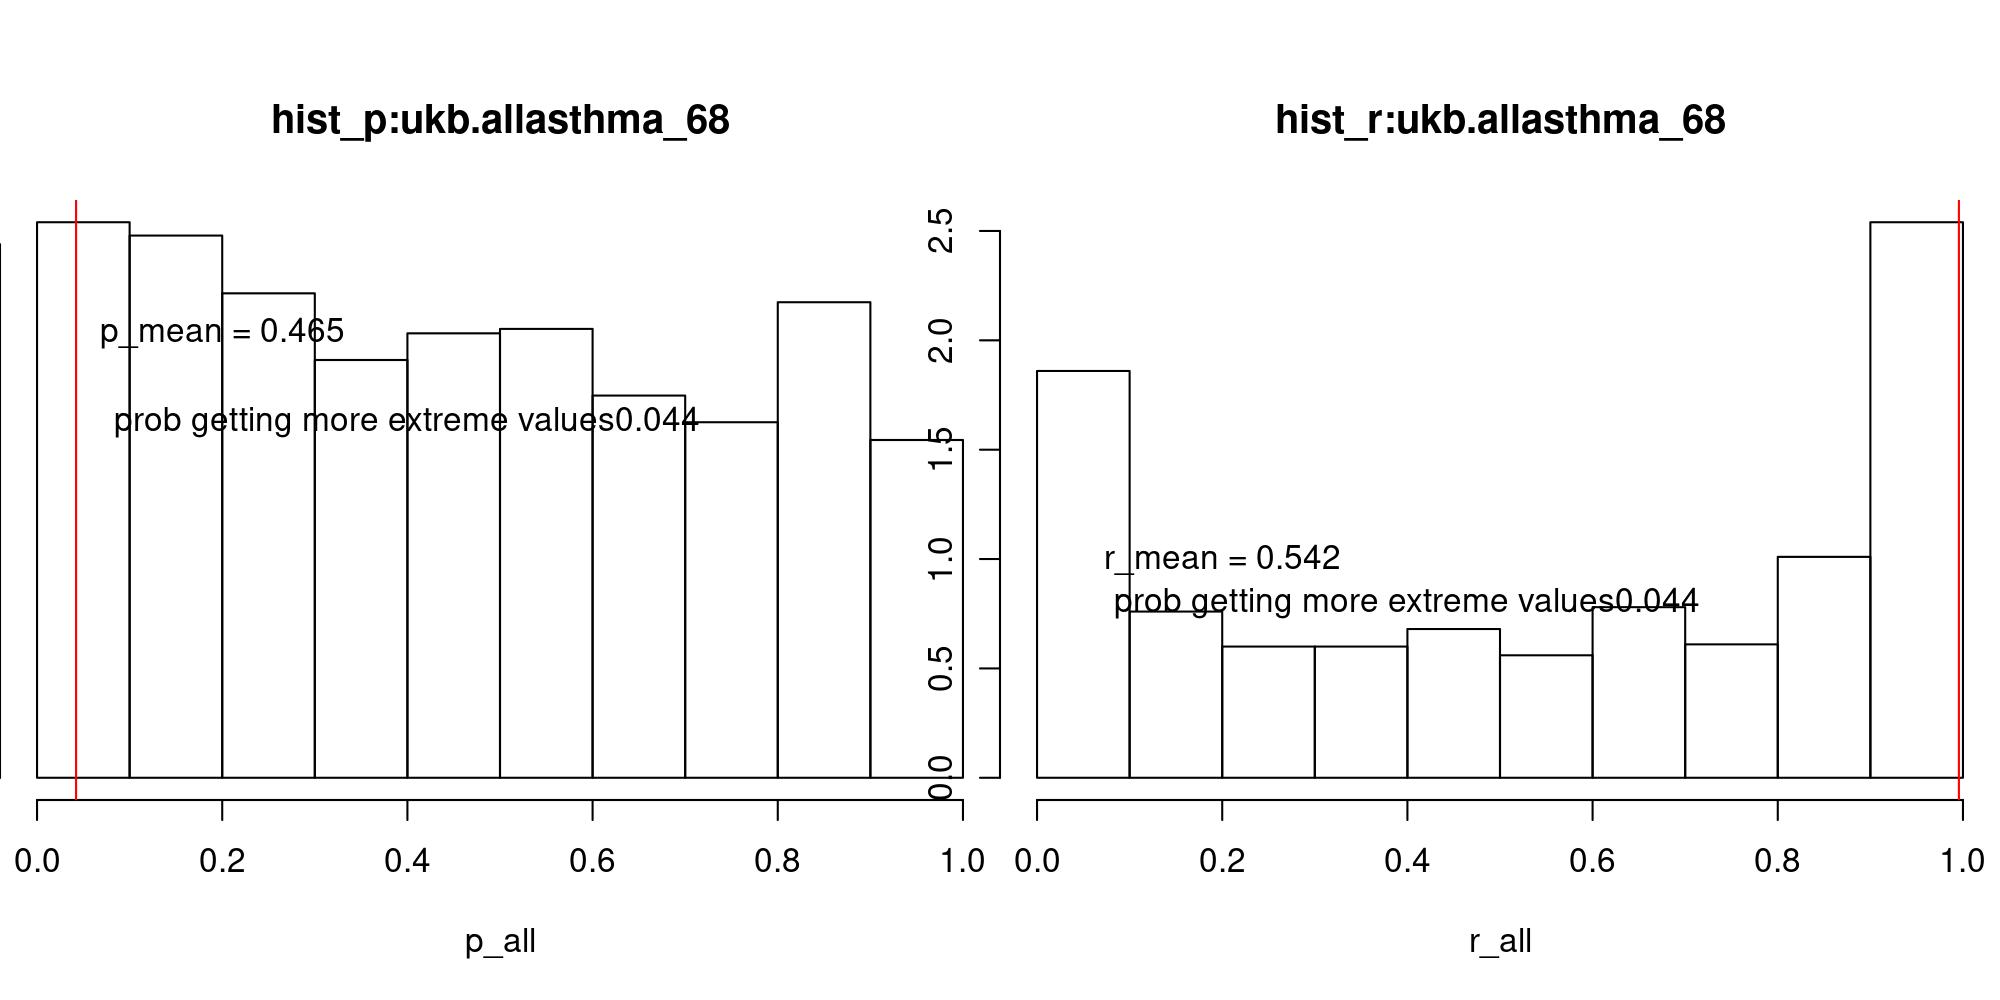 hist_p:ukb.allasthma_68
p_mean = 0.465
prob getting more extreme values0.044
0.0 0.2 0.4 0.6 0.8 1.0
p_all
hist_r:ukb.allasthma_68
2.5
2.0
1.5
1.0
0.5
0.0
r_mean = 0.542
prob getting more extreme values0.044
0.0 0.2 0.4 0.6 0.8 1.0
r_all